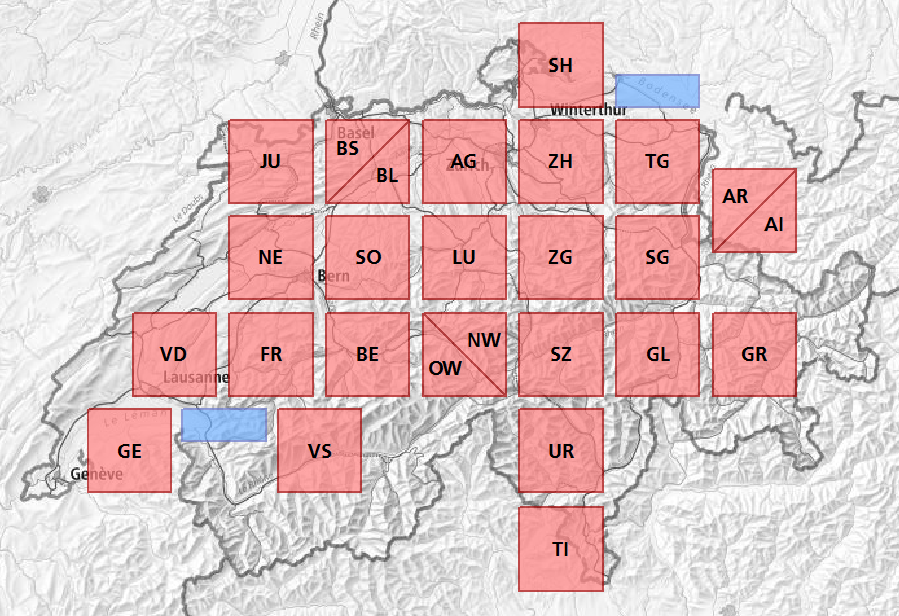 Rhein
SH
Bodensee
Winterthur
Basel
JU
BS
BL
AG
Zürich
ZH
TG
AR
AI
Le Doubs
NE
SO
LU
ZG
SG
Bern
VD
FR
BE
NW
OW
SZ
GL
GR
Lausanne
Le Léman
GE
VS
UR
Genève
TI